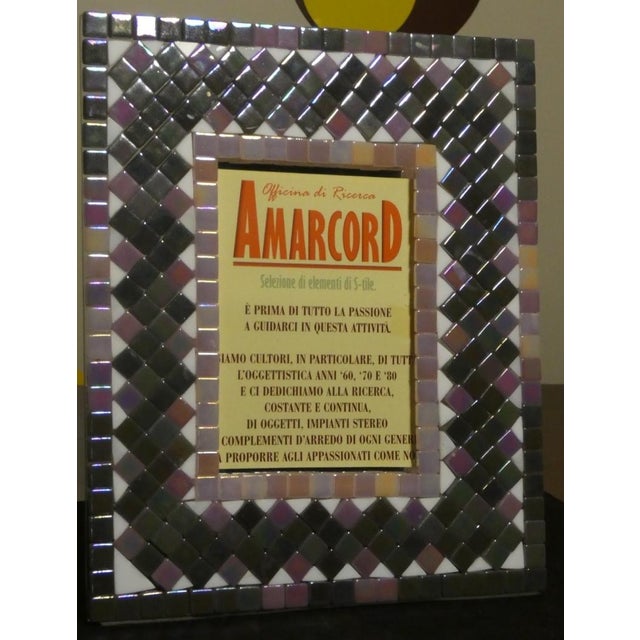 Officina di Ricerca
AMARCORD
Selezione di elementi di S-tile.
È PRIMA DI TUTTO LA PASSIONE
A GUIDARCI IN QUESTA ATTIVITÀ.
SIAMO CULTORI, IN PARTICOLARE, DI TUTT
L'OGGETTISTICA ANNI '60, '70 E '80
E CI DEDICHIAMO ALLA RICERCA,
COSTANTE E CONTINUA,
DI OGGETTI, IMPIANTI STEREO
COMPLEMENTI D'ARREDO DI OGNI GENER
A PROPORRE AGLI APPASSIONATI COME NO